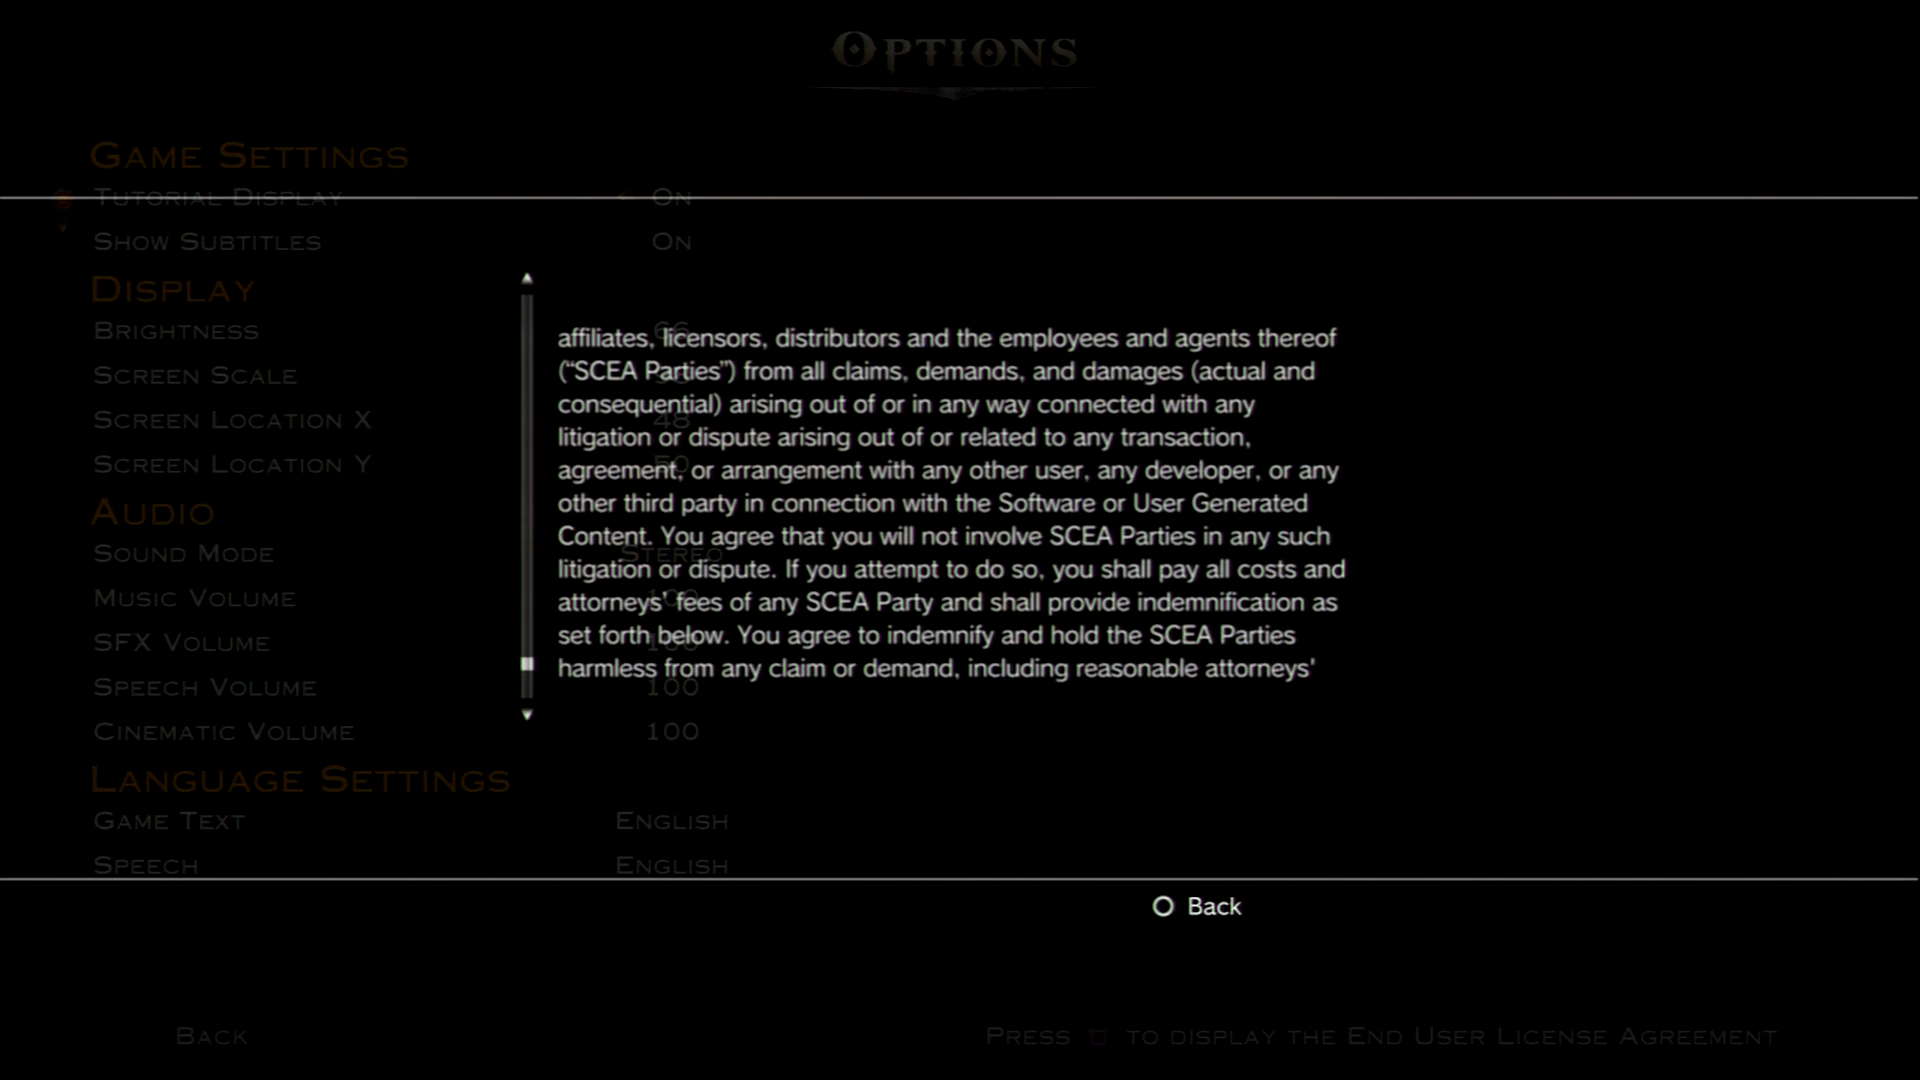 OPTIONS
GAME SETTINGS
TUTORIAL DISPLAY ON
SHOW SUBTITLES ON
DISPLAY
BRIGHTNESS 66
SCREEN SCALE
SCREEN LOCATION X 48
SCREEN LOCATION Y 50
AUDIO
SOUND MODE STEREO
MUSIC VOLUME 100
SFX VOLUME 100
SPEECH VOLUME 100
CINEMATIC VOLUME 100
LANGUAGE SETTINGS
GAME TEXT ENGLISH
SPEECH ENGLISH
affiliates, licensors, distributors and the employees and agents thereof
(“SCEA Parties”) from all claims, demands, and damages (actual and
consequential) arising out of or in any way connected with any
litigation or dispute arising out of or related to any transaction,
agreement, or arrangement with any other user, any developer, or any
other third party in connection with the Software or User Generated
Content. You agree that you will not involve SCEA Parties in any such
litigation or dispute. If you attempt to do so, you shall pay all costs and
attorneys’ fees of any SCEA Party and shall provide indemnification as
set forth below. You agree to indemnify and hold the SCEA Parties
harmless from any claim or demand, including reasonable attorneys'
Back
BACK
PRESS TO DISPLAY THE END USER LICENSE AGREEMENT